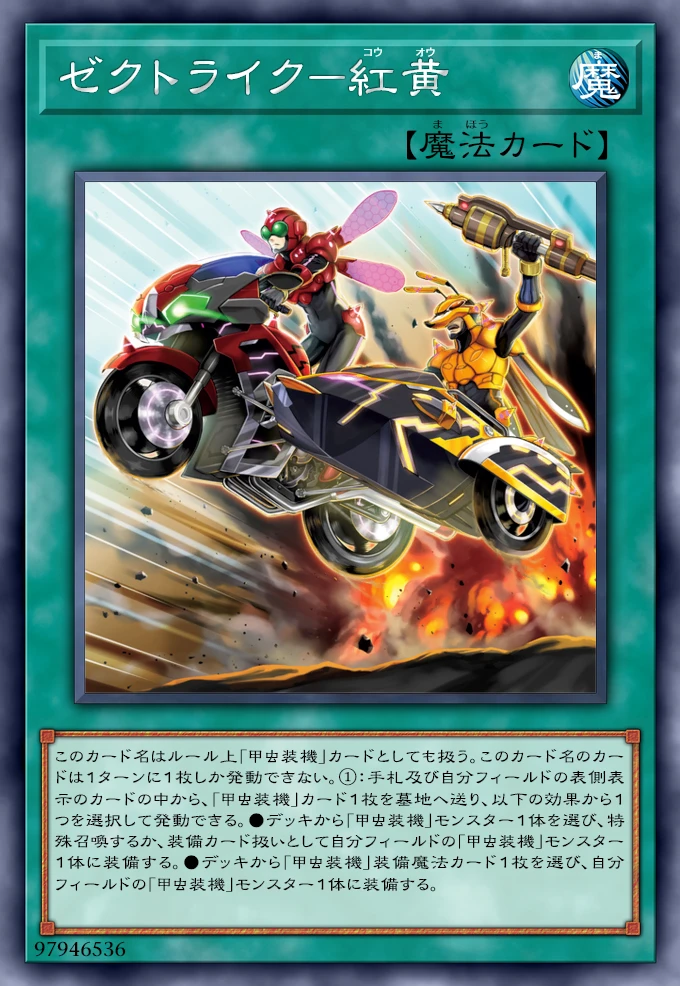 コウ オウ
ゼクトライクー紅黄
ま
魔
ま ほう
【魔法カード】
このカード名はルール上「甲虫装機」カードとしても扱う。このカード名のカー
ドは1ターンに1枚しか発動できない。①：手札及び自分フィールドの表側表
示のカードの中から、「甲虫装機」カード1枚を墓地へ送り、以下の効果から1
つを選択して発動できる。●デッキから「甲虫装機」モンスター1体を選び、特
殊召喚するか、装備カード扱いとして自分フィールドの「甲虫装機」モンスター
1体に装備する。●デッキから「甲虫装機」装備魔法カード1枚を選び、自分
フィールドの「甲虫装機」モンスター1体に装備する。
97946536